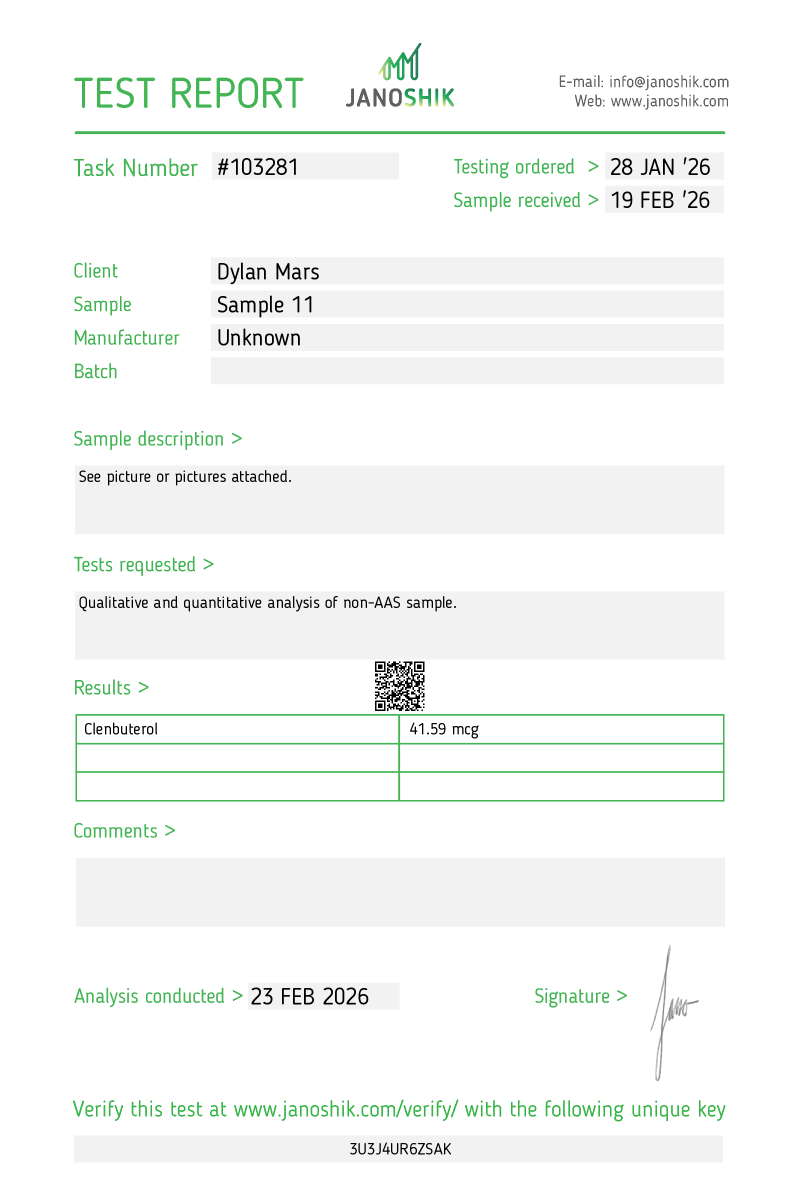 TEST REPORT
JANOSHIK
E-mail: info@janoshik.com
Web: www.janoshik.com
Task Number #103281
Testing ordered > 28 JAN '26
Sample received > 19 FEB '26
Client Dylan Mars
Sample Sample 11
Manufacturer Unknown
Batch
Sample description >
See picture or pictures attached.
Tests requested >
Qualitative and quantitative analysis of non-AAS sample.
Results >
Clenbuterol 41.59 mcg
Comments >
Analysis conducted > 23 FEB 2026
Signature >
Jano
Verify this test at www.janoshik.com/verify/ with the following unique key
3U3J4UR6ZSAK